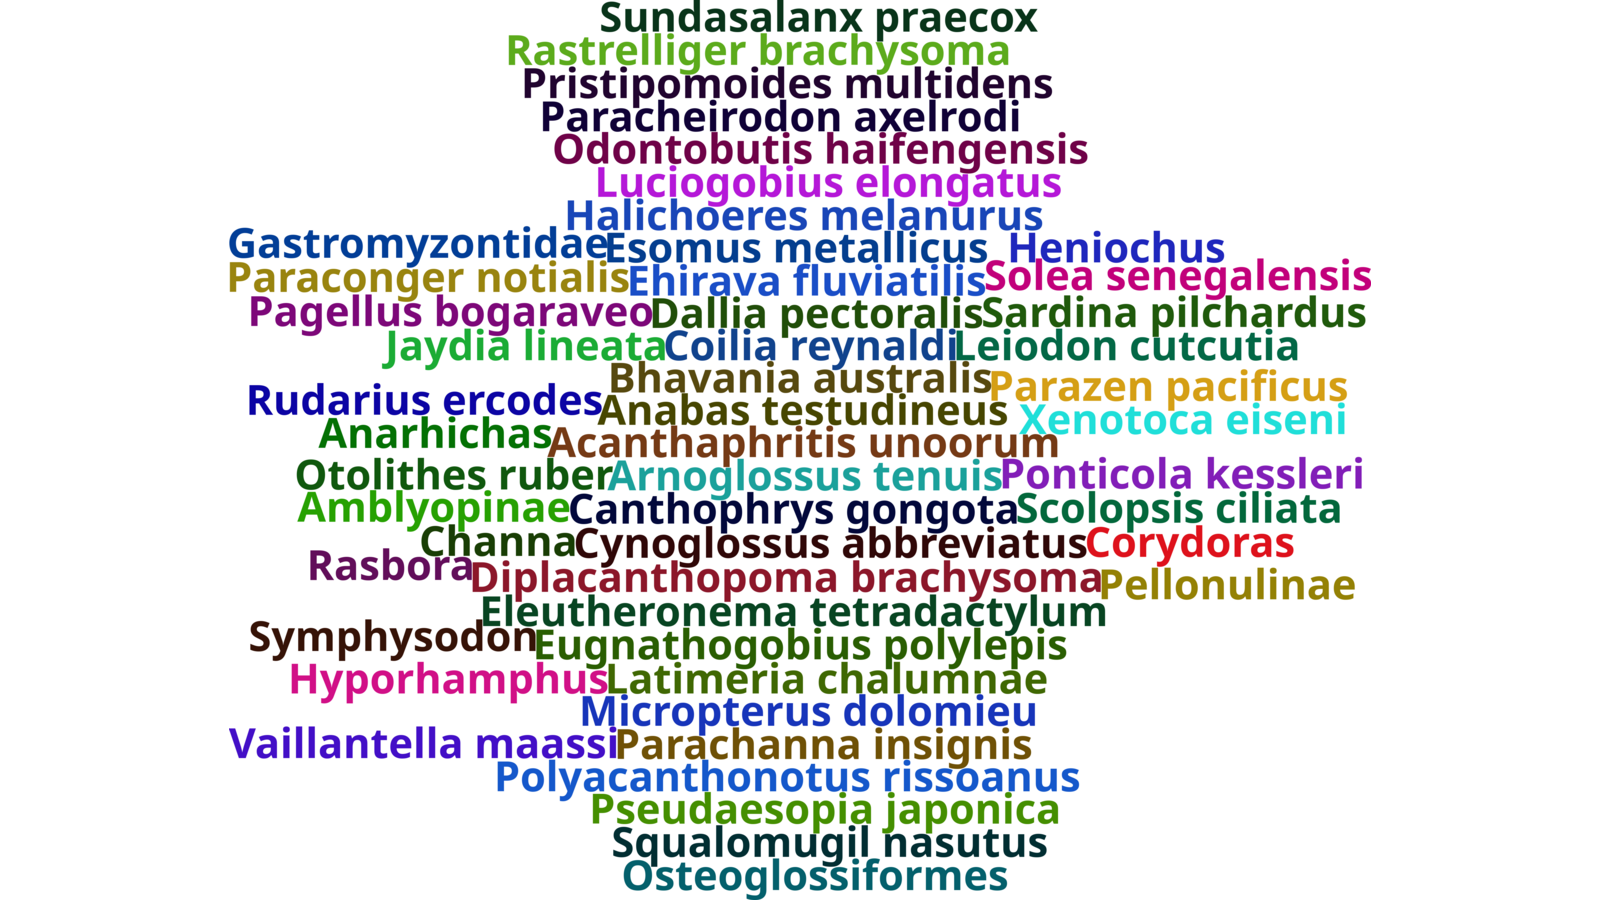 Sundasalanx praecox
Rastrelliger brachysoma
Pristipomoides multidens
Paracheirodon axelrodi
Odontobutis haifengensis
Luciogobius elongatus
Halichoeres melanurus
Gastromyzontidae Esomus metallicus Heniochus
Paraconger notialis Ehirava fluviatilis Solea senegalensis
Pagellus bogaraveo Dallia pectoralis Sardina pilchardus
Jaydia lineata Coilia reynaldi Leiodon cutcutia
Bhavania australis Parazen pacificus
Rudarius ercodes Anabas testudineus Xenotoca eiseni
Anarhichas Acanthaphritis unoorum
Otolithes ruber Arnoglossus tenuis Ponticola kessleri
Amblyopinae Canthophrys gongota Scolopsis ciliata
Channa Cynoglossus abbreviatus Corydoras
Rasbora Diplacanthopoma brachysoma Pellonulinae
Eleutheronema tetradactylum
Symphysodon Eugnathogobius polylepis
Hyporhamphus Latimeria chalumnae
Micropterus dolomieu
Vaillantella maassi Parachanna insignis
Polyacanthonotus rissoanus
Pseudaesopia japonica
Squalomugil nasutus
Osteoglossiformes